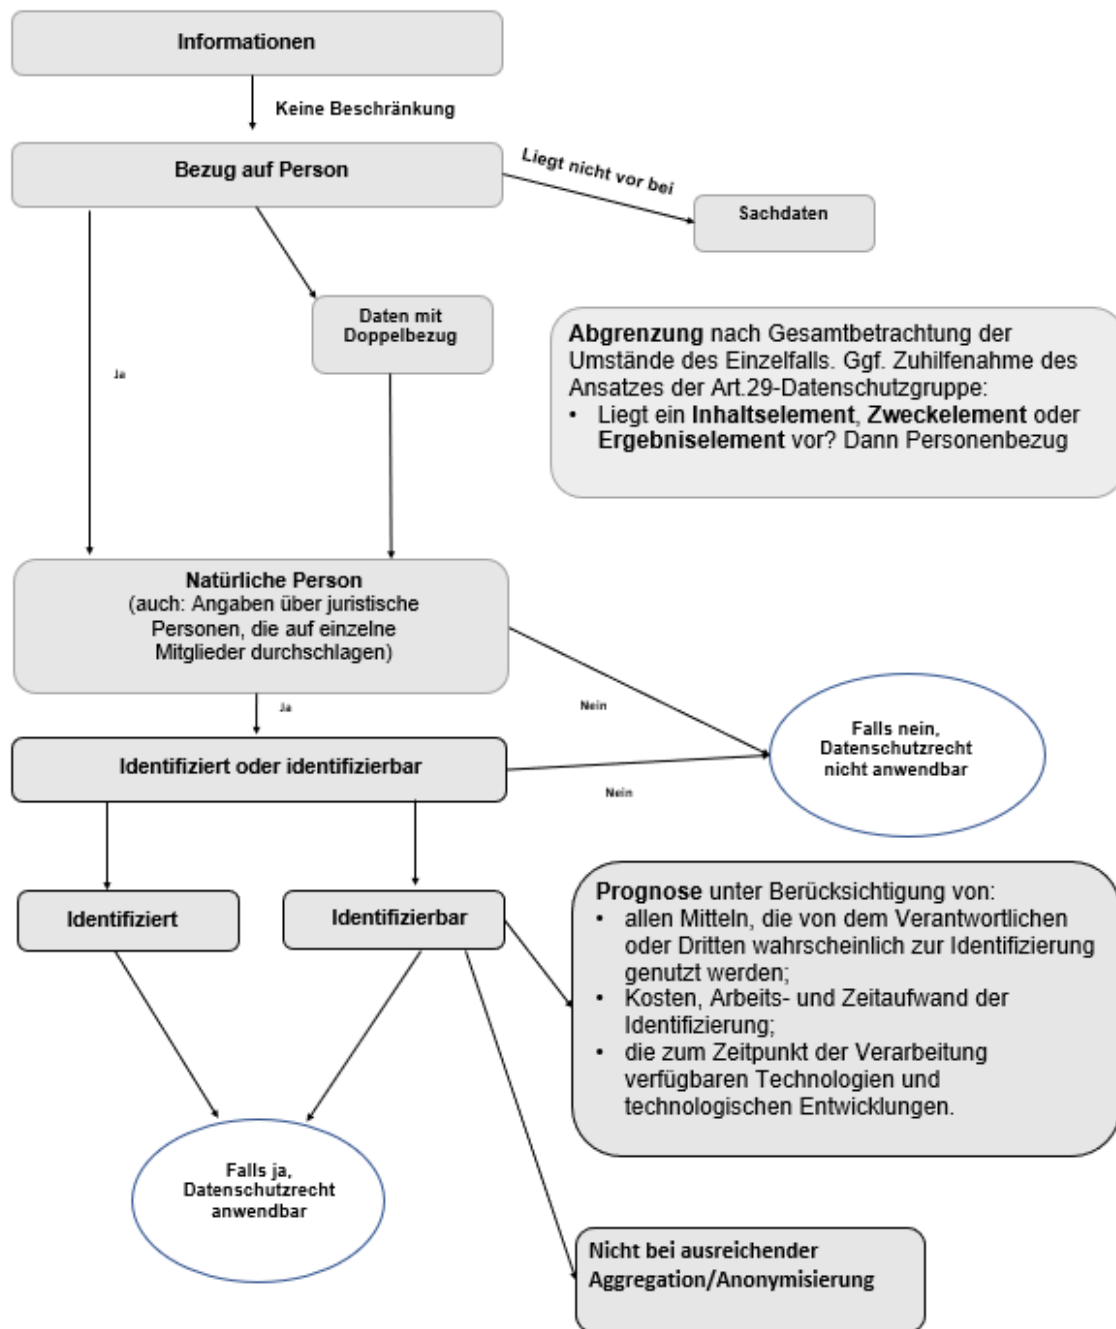 Informationen
Keine Beschränkung
Bezug auf Person
Liegt nicht vor bei
Sachdaten
Daten mit
Doppelbezug
Ja
Abgrenzung nach Gesamtbetrachtung der
Umstände des Einzelfalls. Ggf. Zuhilfenahme des
Ansatzes der Art.29-Datenschutzgruppe:
• Liegt ein Inhaltselement, Zweckelement oder
Ergebniselement vor? Dann Personenbezug
Natürliche Person
(auch: Angaben über juristische
Personen, die auf einzelne
Mitglieder durchschlagen)
Ja
Nein
Falls nein,
Datenschutzrecht
nicht anwendbar
Identifiziert oder identifizierbar
Nein
Identifiziert
Identifizierbar
Prognose unter Berücksichtigung von:
• allen Mitteln, die von dem Verantwortlichen
oder Dritten wahrscheinlich zur Identifizierung
genutzt werden;
• Kosten, Arbeits- und Zeitaufwand der
Identifizierung;
• die zum Zeitpunkt der Verarbeitung
verfügbaren Technologien und
technologischen Entwicklungen.
Falls ja,
Datenschutzrecht
anwendbar
Nicht bei ausreichender
Aggregation/Anonymisierung